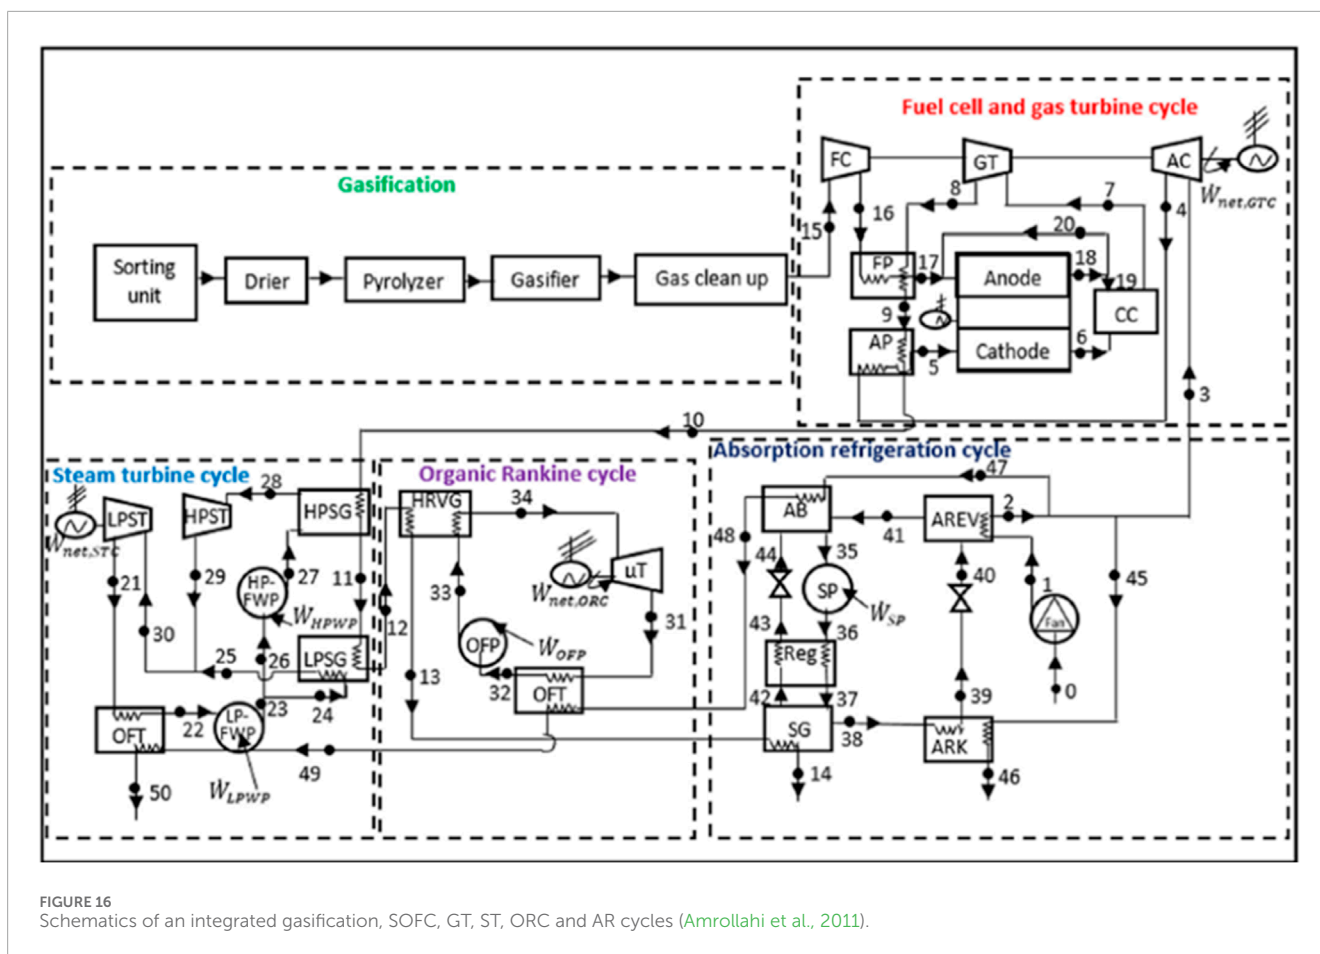 Fuel cell and gas turbine cycle
FC
GT
AC
Ẇnet,GTC
8
7
4
16
15
20
Gasification
Sorting
unit
Drier
Pyrolyzer
Gasifier
Gas clean up
FP
17
Anode
18
19
CC
9
AP
5
Cathode
6
3
10
Steam turbine cycle
LPST
Ẇnet,STC
HPST
28
HPSG
21
29
HP-
FWP
27
ẆHPWP
11
30
25
26
LPSG
12
23
24
22
LP-
FWP
OFT
49
50
ẆLPWP
Organic Rankine cycle
HRVG
34
Ẇnet,ORC
μT
33
31
OFP
ẆOFP
13
32
OFT
Absorption refrigeration cycle
47
AB
41
AREV
2
48
44
35
SP
ẆSP
40
1
Fan
45
43
36
Reg
42
37
39
0
SG
38
ARK
14
46
FIGURE 16
Schematics of an integrated gasification, SOFC, GT, ST, ORC and AR cycles (Amrollahi et al., 2011).